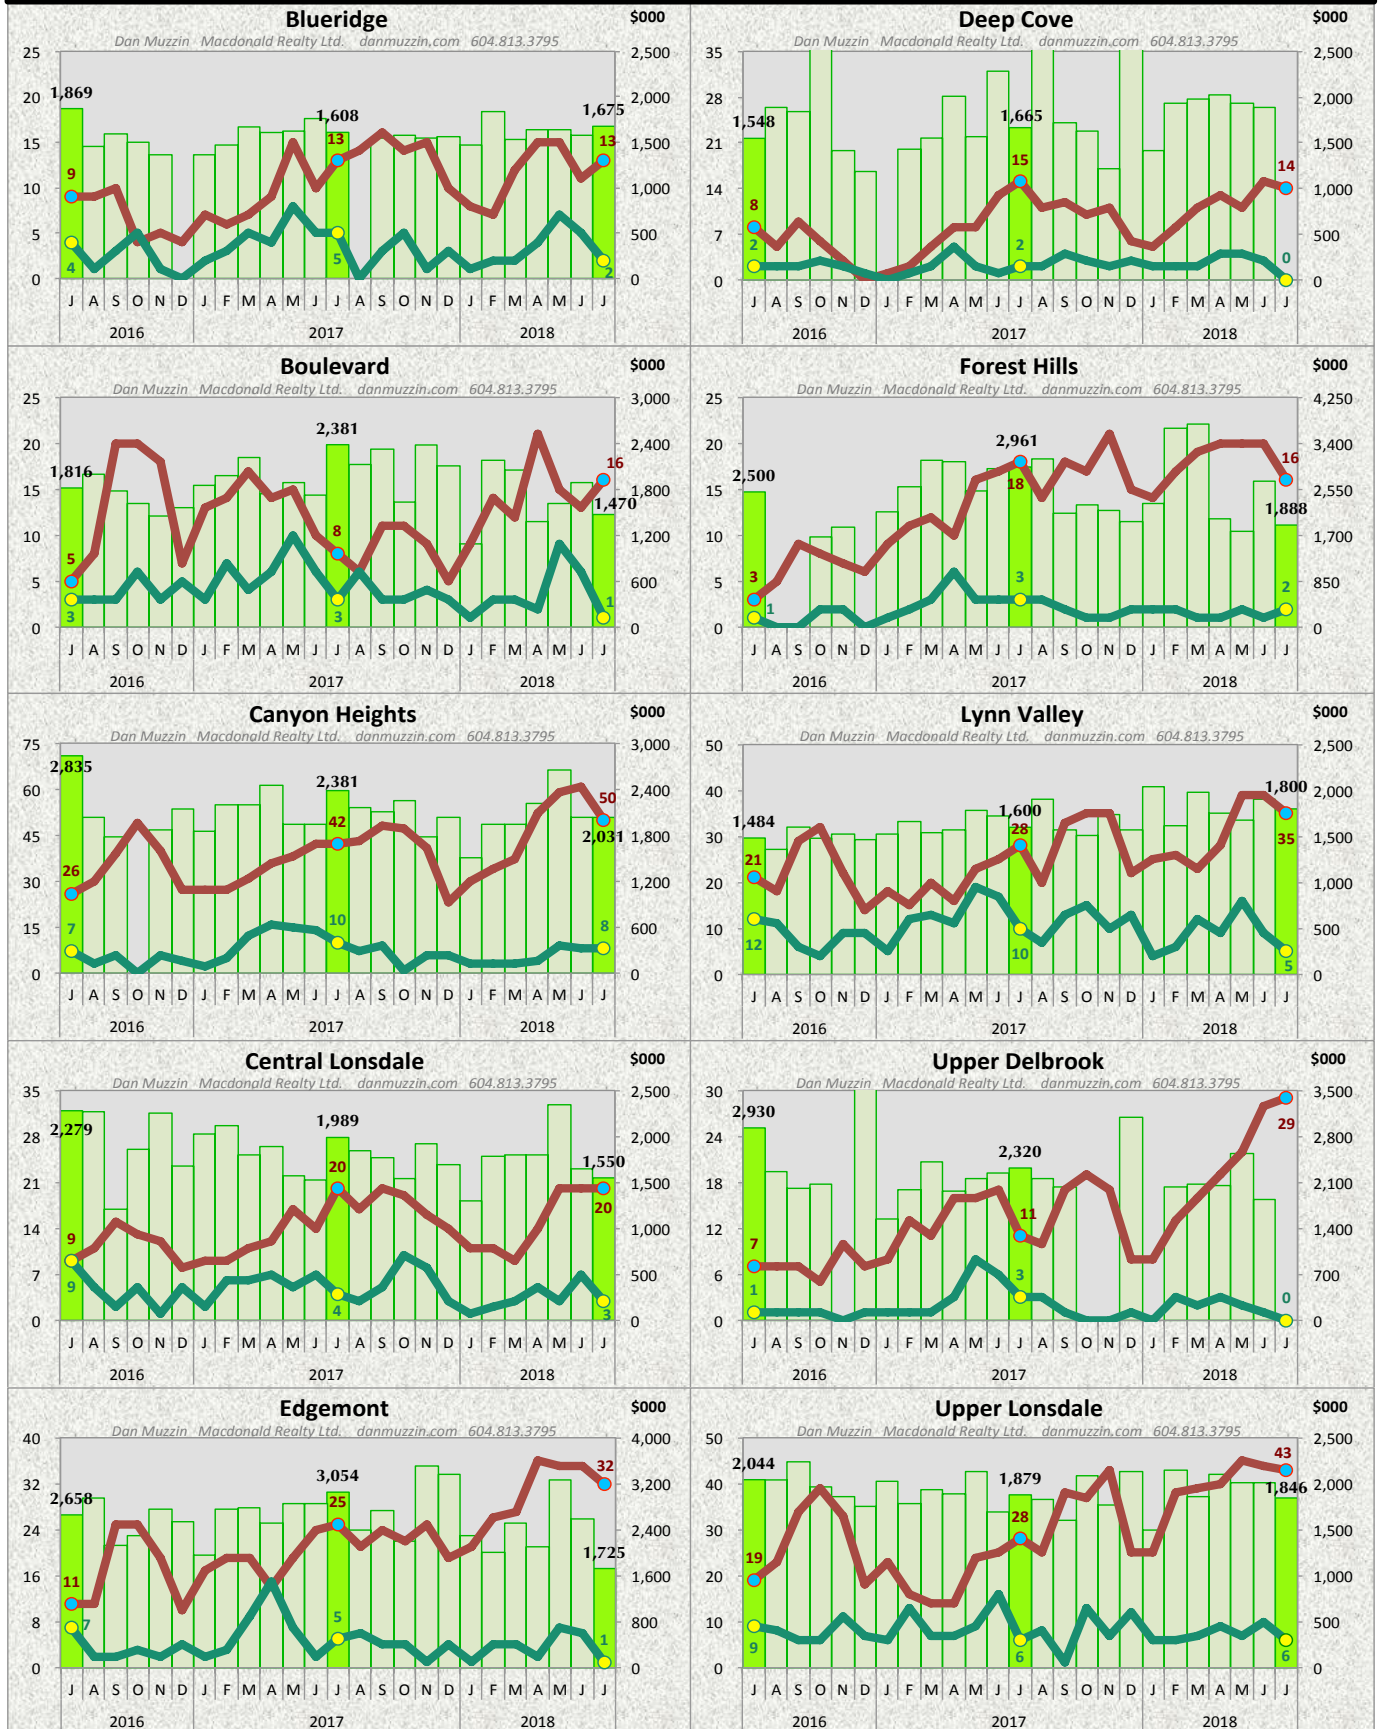 Blueridge
$000
Dan Muzzin Macdonald Realty Ltd. danmuzzin.com 604.813.3795
25 20 15 10 5 0
2,500 2,000 1,500 1,000 500 0
1,869 1,608 1,675
9 13 13
4 5 2
J A S O N D J F M A M J J A S O N D J F M A M J J
2016 2017 2018
Deep Cove
$000
Dan Muzzin Macdonald Realty Ltd. danmuzzin.com 604.813.3795
35 28 21 14 7 0
2,500 2,000 1,500 1,000 500 0
1,548 1,665
8 15 14
2 2 0
J A S O N D J F M A M J J A S O N D J F M A M J J
2016 2017 2018
Boulevard
$000
Dan Muzzin Macdonald Realty Ltd. danmuzzin.com 604.813.3795
25 20 15 10 5 0
3,000 2,400 1,800 1,200 600 0
1,816 2,381 1,470
5 8 16
3 3 1
J A S O N D J F M A M J J A S O N D J F M A M J J
2016 2017 2018
Forest Hills
$000
Dan Muzzin Macdonald Realty Ltd. danmuzzin.com 604.813.3795
25 20 15 10 5 0
4,250 3,400 2,550 1,700 850 0
2,500 2,961 1,888
3 18 16
1 3 2
J A S O N D J F M A M J J A S O N D J F M A M J J
2016 2017 2018
Canyon Heights
$000
Dan Muzzin Macdonald Realty Ltd. danmuzzin.com 604.813.3795
75 60 45 30 15 0
3,000 2,400 1,800 1,200 600 0
2,835 2,381 2,031
26 42 50
7 10 8
J A S O N D J F M A M J J A S O N D J F M A M J J
2016 2017 2018
Lynn Valley
$000
Dan Muzzin Macdonald Realty Ltd. danmuzzin.com 604.813.3795
50 40 30 20 10 0
2,500 2,000 1,500 1,000 500 0
1,484 1,600 1,800
21 28 35
12 10 5
J A S O N D J F M A M J J A S O N D J F M A M J J
2016 2017 2018
Central Lonsdale
$000
Dan Muzzin Macdonald Realty Ltd. danmuzzin.com 604.813.3795
35 28 21 14 7 0
2,500 2,000 1,500 1,000 500 0
2,279 1,989 1,550
9 20 20
9 4 3
J A S O N D J F M A M J J A S O N D J F M A M J J
2016 2017 2018
Upper Delbrook
$000
Dan Muzzin Macdonald Realty Ltd. danmuzzin.com 604.813.3795
30 24 18 12 6 0
3,500 2,800 2,100 1,400 700 0
2,930 2,320
7 11 29
1 3 0
J A S O N D J F M A M J J A S O N D J F M A M J J
2016 2017 2018
Edgemont
$000
Dan Muzzin Macdonald Realty Ltd. danmuzzin.com 604.813.3795
40 32 24 16 8 0
4,000 3,200 2,400 1,600 800 0
2,658 3,054 1,725
11 25 32
7 5 1
J A S O N D J F M A M J J A S O N D J F M A M J J
2016 2017 2018
Upper Lonsdale
$000
Dan Muzzin Macdonald Realty Ltd. danmuzzin.com 604.813.3795
50 40 30 20 10 0
2,500 2,000 1,500 1,000 500 0
2,044 1,879 1,846
19 28 43
9 6 6
J A S O N D J F M A M J J A S O N D J F M A M J J
2016 2017 2018